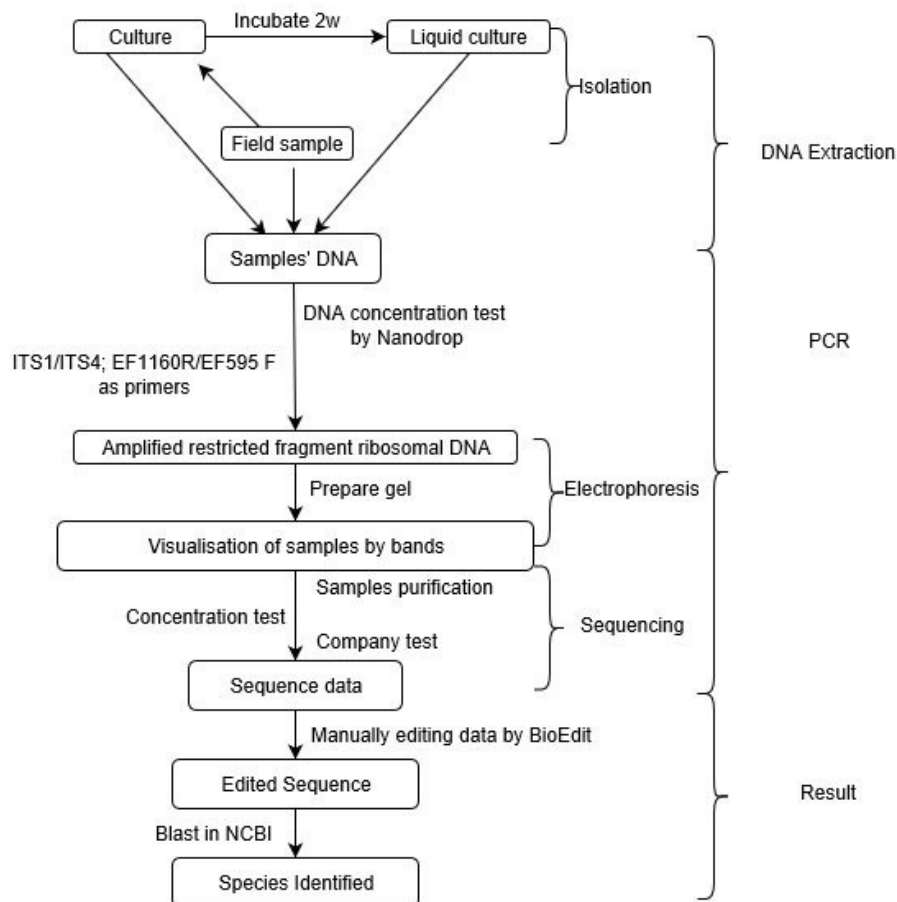 Incubate 2w
Culture
Liquid culture
Isolation
Field sample
DNA Extraction
Samples' DNA
DNA concentration test
by Nanodrop
PCR
ITS1/ITS4; EF1160R/EF595 F
as primers
Amplified restricted fragment ribosomal DNA
Prepare gel
Electrophoresis
Visualisation of samples by bands
Samples purification
Concentration test
Sequencing
Company test
Sequence data
Manually editing data by BioEdit
Edited Sequence
Result
Blast in NCBI
Species Identified